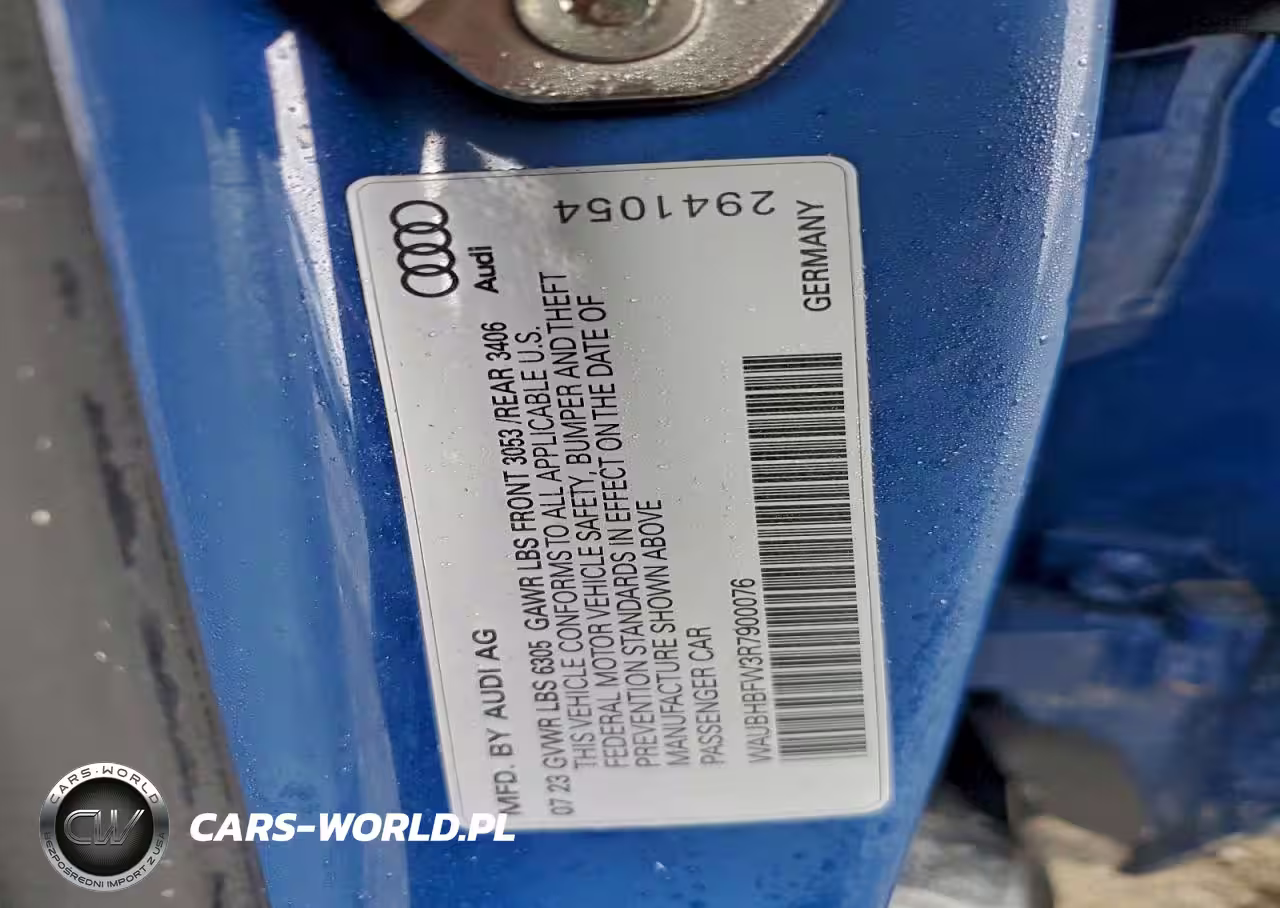 Audi
MFD. BY AUDI AG
07 23 GVWR LBS 6305 GAWR LBS FRONT 3053 /REAR 3406
THIS VEHICLE CONFORMS TO ALL APPLICABLE U.S.
FEDERAL MOTOR VEHICLE SAFETY, BUMPER AND THEFT
PREVENTION STANDARDS IN EFFECT ON THE DATE OF
MANUFACTURE SHOWN ABOVE
PASSENGER CAR
WAUBHBFW3R7900076
GERMANY
2941054
CARS-WORLD
CW
BEZPOŚREDNI IMPORT Z USA
CARS-WORLD.PL